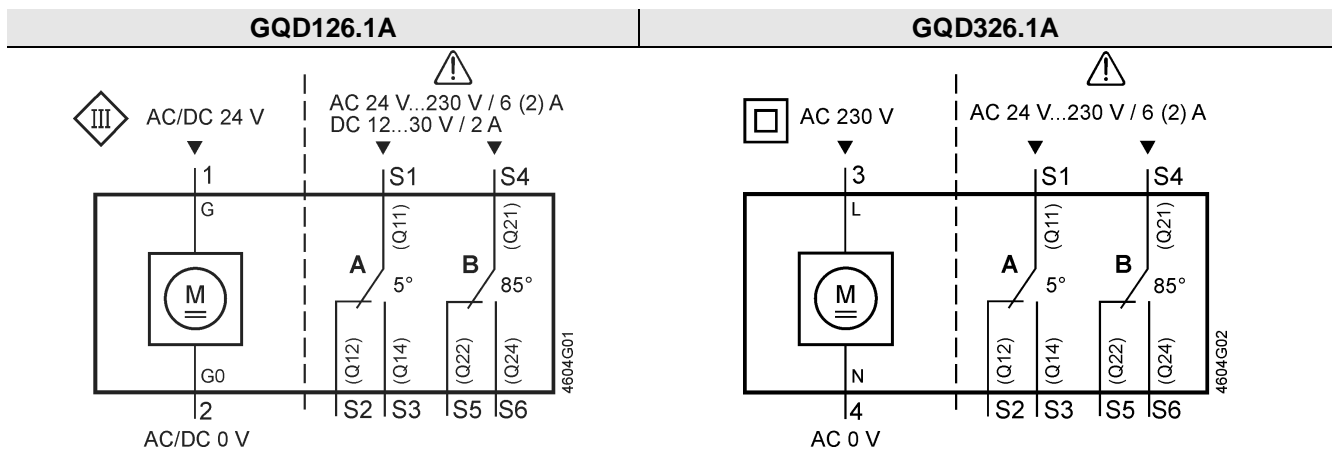 GQD126.1A
GQD326.1A
III
AC/DC 24 V
AC 24 V...230 V / 6 (2) A
DC 12...30 V / 2 A
1
S1
S4
G
(Q11)
(Q21)
A
5°
B
85°
M
(Q12)
(Q14)
(Q22)
(Q24)
G0
2
S2
S3
S5
S6
AC/DC 0 V
4604G01
AC 230 V
AC 24 V...230 V / 6 (2) A
3
S1
S4
L
(Q11)
(Q21)
A
5°
B
85°
M
(Q12)
(Q14)
(Q22)
(Q24)
N
4
S2
S3
S5
S6
AC 0 V
4604G02